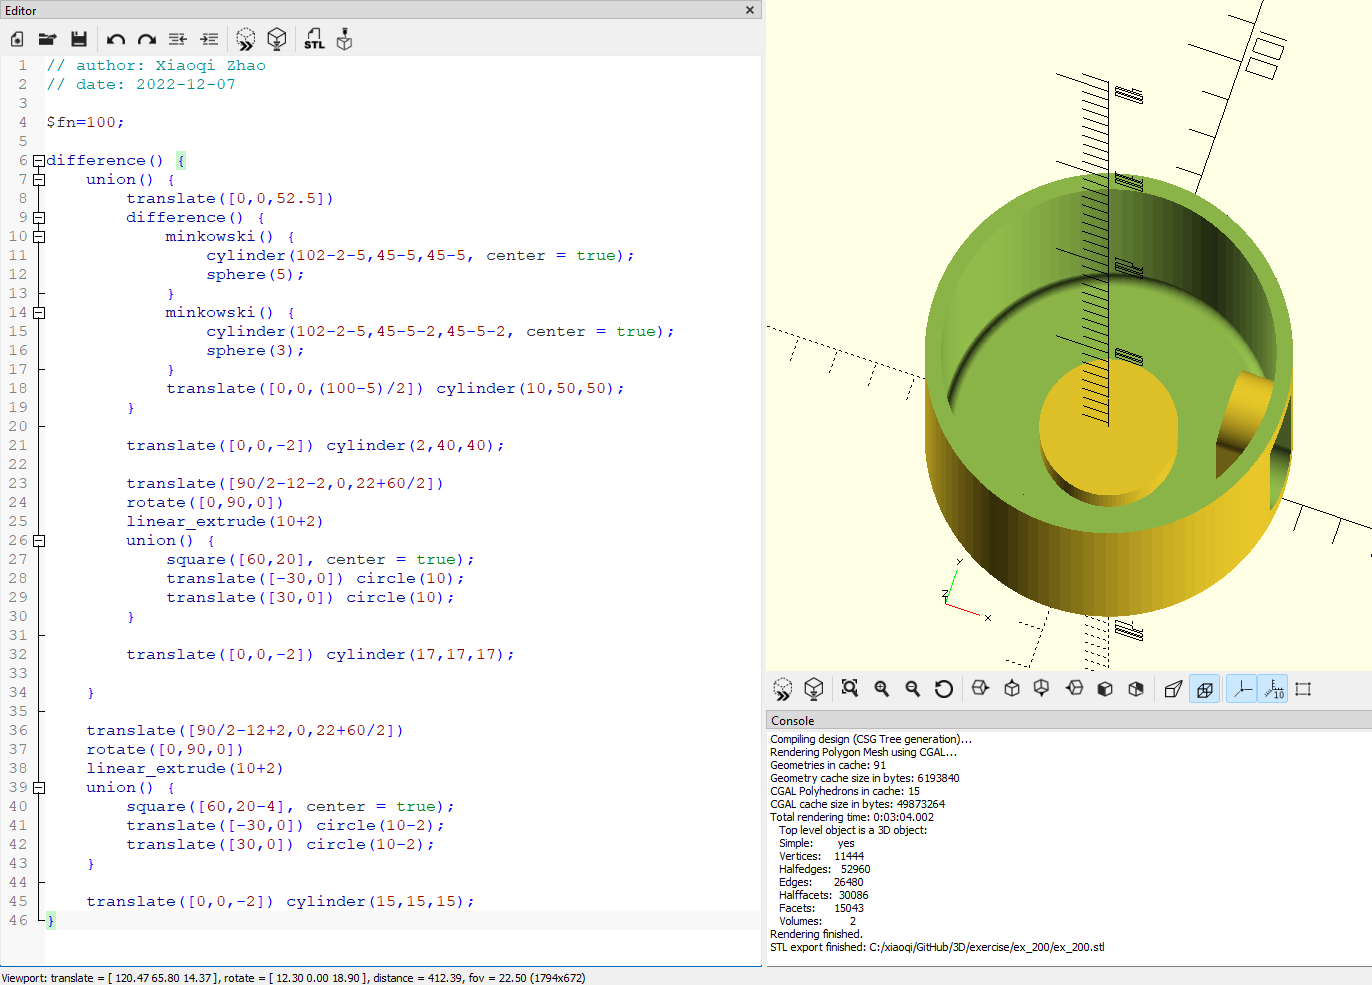 Editor
STL
1 // author: Xiaoqi Zhao
2 // date: 2022-12-07
3
4 $fn=100;
5
6 difference() {
7 union() {
8 translate([0,0,52.5])
9 difference() {
10 minkowski() {
11 cylinder(102-2-5,45-5,45-5, center = true);
12 sphere(5);
13 }
14 minkowski() {
15 cylinder(102-2-5,45-5-2,45-5-2, center = true);
16 sphere(3);
17 }
18 translate([0,0,(100-5)/2]) cylinder(10,50,50);
19 }
20
21 translate([0,0,-2]) cylinder(2,40,40);
22
23 translate([90/2-12-2,0,22+60/2])
24 rotate([0,90,0])
25 linear_extrude(10+2)
26 union() {
27 square([60,20], center = true);
28 translate([-30,0]) circle(10);
29 translate([30,0]) circle(10);
30 }
31
32 translate([0,0,-2]) cylinder(17,17,17);
33
34 }
35
36 translate([90/2-12+2,0,22+60/2])
37 rotate([0,90,0])
38 linear_extrude(10+2)
39 union() {
40 square([60,20-4], center = true);
41 translate([-30,0]) circle(10-2);
42 translate([30,0]) circle(10-2);
43 }
44
45 translate([0,0,-2]) cylinder(15,15,15);
46 }
Y
Z
X
10
Console
Compiling design (CSG Tree generation)...
Rendering Polygon Mesh using CGAL...
Geometries in cache: 91
Geometry cache size in bytes: 6193840
CGAL Polyhedrons in cache: 15
CGAL cache size in bytes: 49873264
Total rendering time: 0:03:04.002
Top level object is a 3D object:
Simple: yes
Vertices: 11444
Halfedges: 52960
Edges: 26480
Halffacets: 30086
Facets: 15043
Volumes: 2
Rendering finished.
STL export finished: C:/xiaoqi/GitHub/3D/exercise/ex_200/ex_200.stl
Viewport: translate = [ 120.47 65.80 14.37 ], rotate = [ 12.30 0.00 18.90 ], distance = 412.39, fov = 22.50 (1794x672)